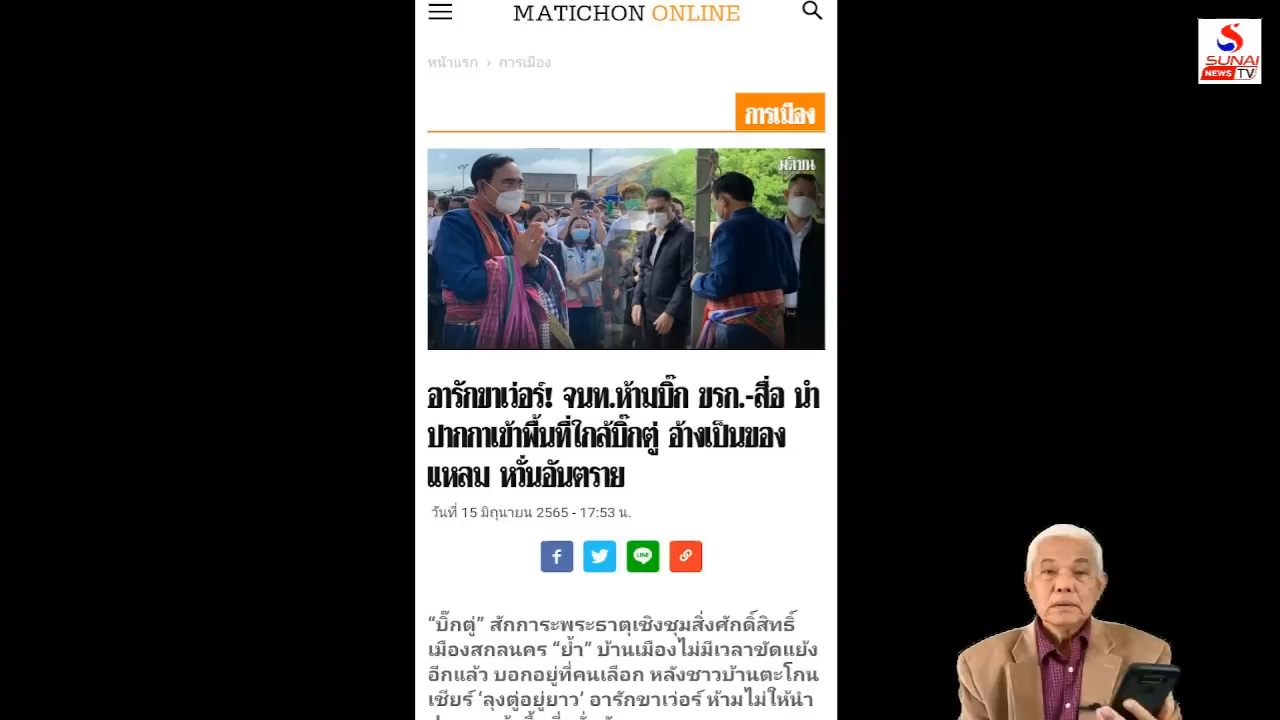 MATICHON ONLINE
SUNAI
NEWS TV
หน้าแรก › การเมือง
การเมือง
มติชน
อารักขาเว่อร์! จนท.ห้ามบิ๊ก ขรก.-สื่อ นำ
ปากกาเข้าพื้นที่ใกล้บิ๊กตู่ อ้างเป็นของ
แหลม หวั่นอันตราย
วันที่ 15 มิถุนายน 2565 - 17:53 น.
f
LINE
“บิ๊กตู่” สักการะพระธาตุเชิงชุมสิ่งศักดิ์สิทธิ์
เมืองสกลนคร “ย้ำ” บ้านเมืองไม่มีเวลาขัดแย้ง
อีกแล้ว บอกอยู่ที่คนเลือก หลังชาวบ้านตะโกน
เชียร์ ‘ลุงตู่อยู่ยาว’ อารักขาเว่อร์ ห้ามไม่ให้นำ